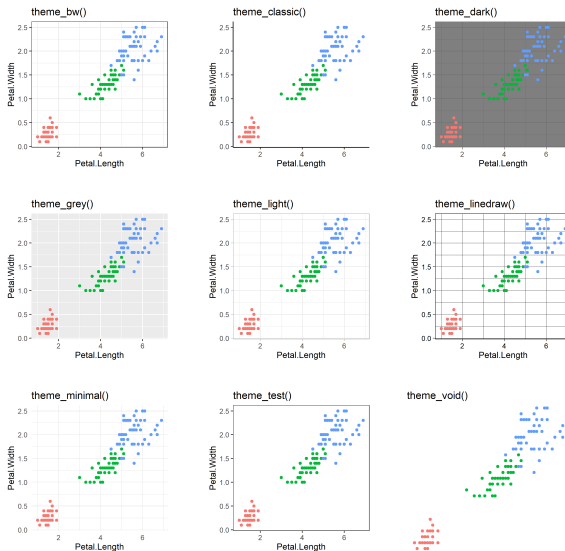 theme_bw()
2.5
2.0
1.5
1.0
0.5
0.0
Petal.Width
2 4 6
Petal.Length
theme_classic()
2.5
2.0
1.5
1.0
0.5
0.0
Petal.Width
2 4 6
Petal.Length
theme_dark()
2.5
2.0
1.5
1.0
0.5
0.0
Petal.Width
2 4 6
Petal.Length
theme_grey()
2.5
2.0
1.5
1.0
0.5
0.0
Petal.Width
2 4 6
Petal.Length
theme_light()
2.5
2.0
1.5
1.0
0.5
0.0
Petal.Width
2 4 6
Petal.Length
theme_linedraw()
2.5
2.0
1.5
1.0
0.5
0.0
Petal.Width
2 4 6
Petal.Length
theme_minimal()
2.5
2.0
1.5
1.0
0.5
0.0
Petal.Width
2 4 6
Petal.Length
theme_test()
2.5
2.0
1.5
1.0
0.5
0.0
Petal.Width
2 4 6
Petal.Length
theme_void()